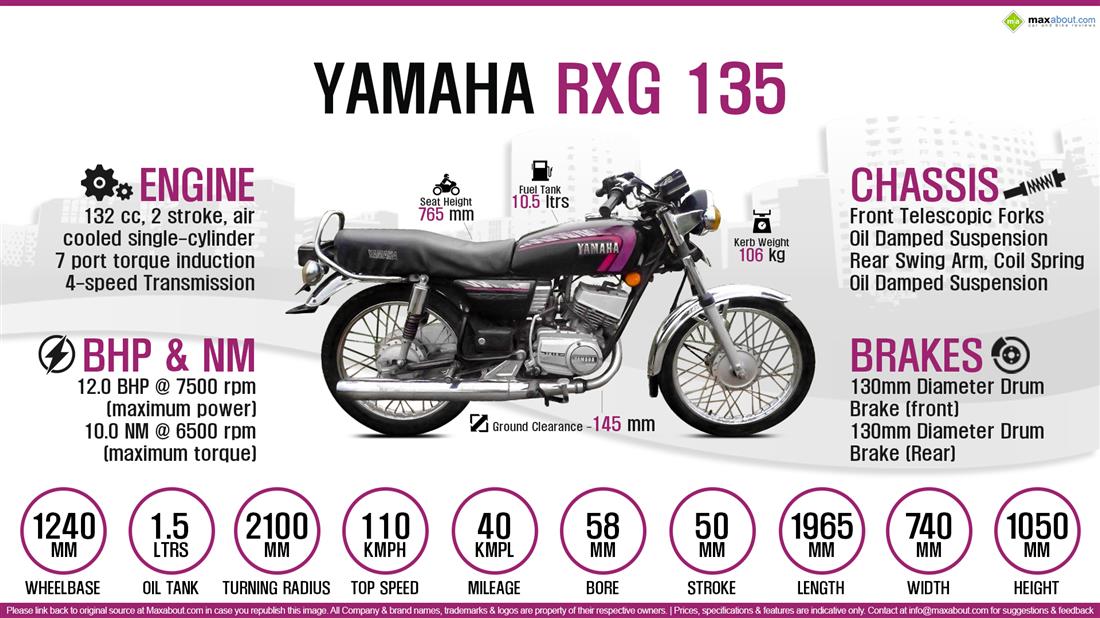 maxabout.com
car and bike reviews
YAMAHA RXG 135
ENGINE
132 cc, 2 stroke, air
cooled single-cylinder
7 port torque induction
4-speed Transmission
BHP & NM
12.0 BHP @ 7500 rpm
(maximum power)
10.0 NM @ 6500 rpm
(maximum torque)
Seat Height
765 mm
Fuel Tank
10.5 ltrs
Kerb Weight
106 kg
YAMAHA
YAMAHA
YAMAHA
Ground Clearance - 145 mm
CHASSIS
Front Telescopic Forks
Oil Damped Suspension
Rear Swing Arm, Coil Spring
Oil Damped Suspension
BRAKES
130mm Diameter Drum
Brake (front)
130mm Diameter Drum
Brake (Rear)
1240
MM
WHEELBASE
1.5
LTRS
OIL TANK
2100
MM
TURNING RADIUS
110
KMPH
TOP SPEED
40
KMPL
MILEAGE
58
MM
BORE
50
MM
STROKE
1965
MM
LENGTH
740
MM
WIDTH
1050
MM
HEIGHT
Please link back to original source at Maxabout.com in case you republish this image. All Company & brand names, trademarks & logos are property of their respective owners. | Prices, specifications & features are indicative only. Contact at info@maxabout.com for suggestions & feedback